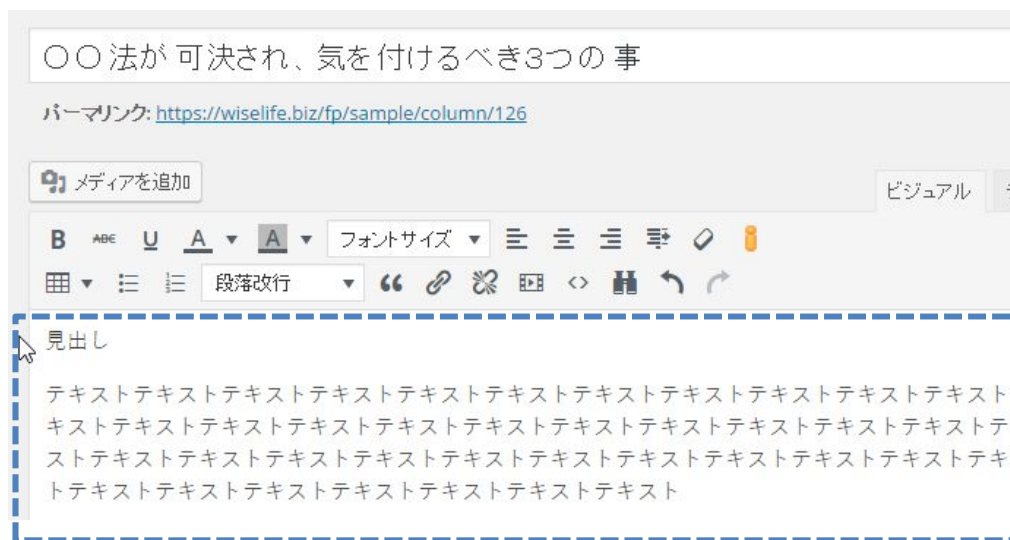 〇〇法が可決され、気を付けるべき3つの事
パーマリンク: https://wiselife.biz/fp/sample/column/126
メディアを追加
ビジュアル
B ABE U A A フォントサイズ
段落改行
見出し
テキストテキストテキストテキストテキストテキストテキストテキストテキストテキストテキスト
キストテキストテキストテキストテキストテキストテキストテキストテキストテキストテキストテ
ストテキストテキストテキストテキストテキストテキストテキストテキストテキストテキストテキ
トテキストテキストテキストテキストテキストテキストテキスト